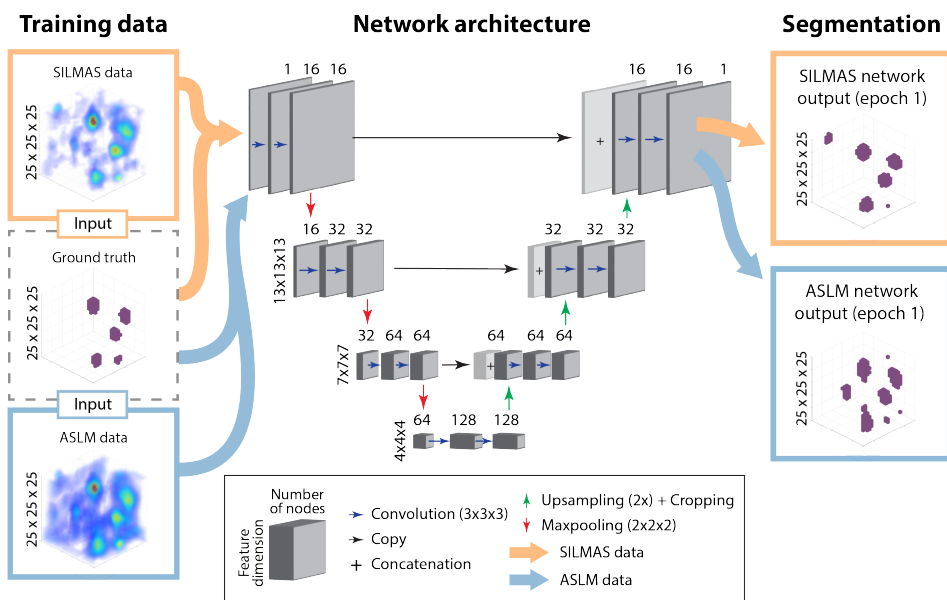 Training data
Network architecture
Segmentation
SILMAS data
25 x 25 x 25
Input
Ground truth
25 x 25 x 25
Input
ASLM data
25 x 25 x 25
1 16 16
16 16 1
+
16 32 32
13x13x13
32 32 32
+
32 64 64
7x7x7
64 64 64
+
64 128 128
4x4x4
SILMAS network
output (epoch 1)
25 x 25 x 25
ASLM network
output (epoch 1)
25 x 25 x 25
Number
of nodes
Feature
dimension
Convolution (3x3x3)
Copy
+ Concatenation
Upsampling (2x) + Cropping
Maxpooling (2x2x2)
SILMAS data
ASLM data